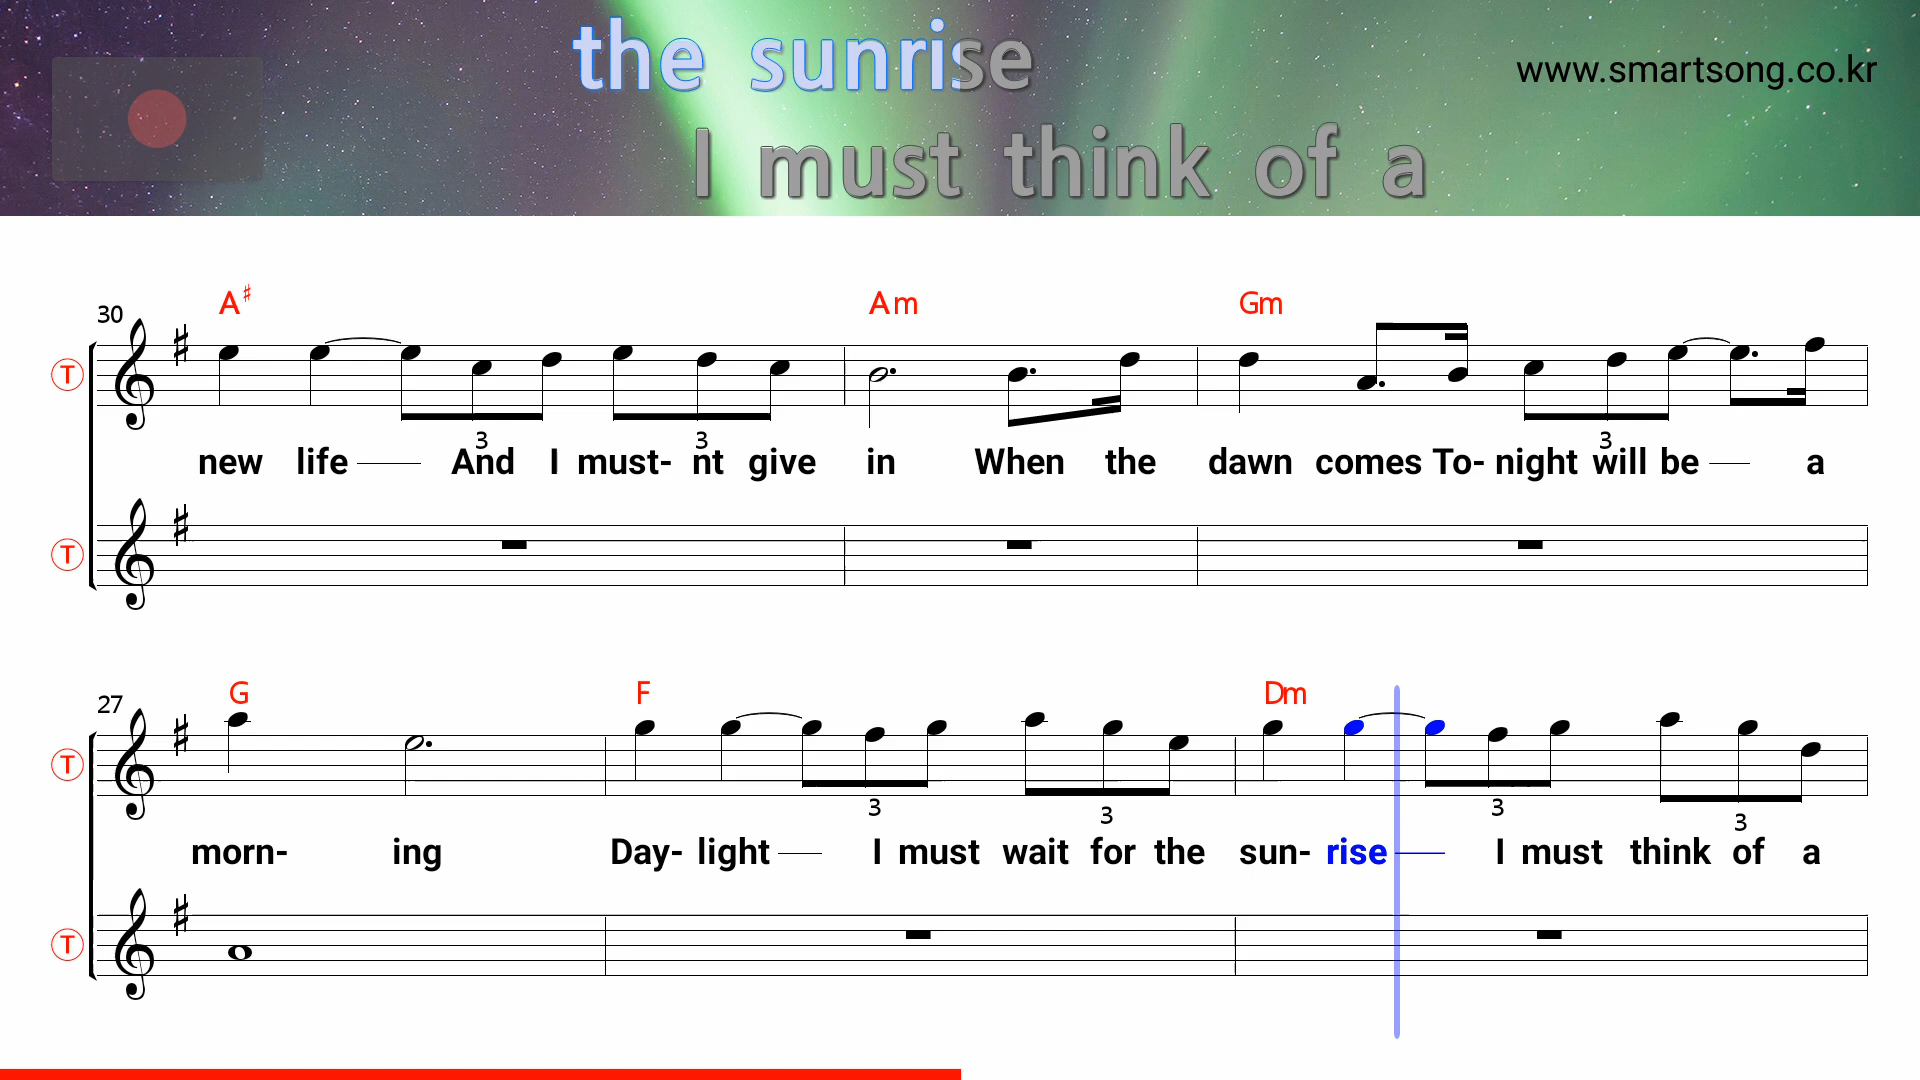 the sunrise
www.smartsong.co.kr
I must think of a
30
A♯ Am Gm
T
3 3 3
new life And I must- nt give in When the dawn comes To- night will be a
T
27
G F Dm
T
3 3 3 3
morn- ing Day- light I must wait for the sun- rise I must think of a
T